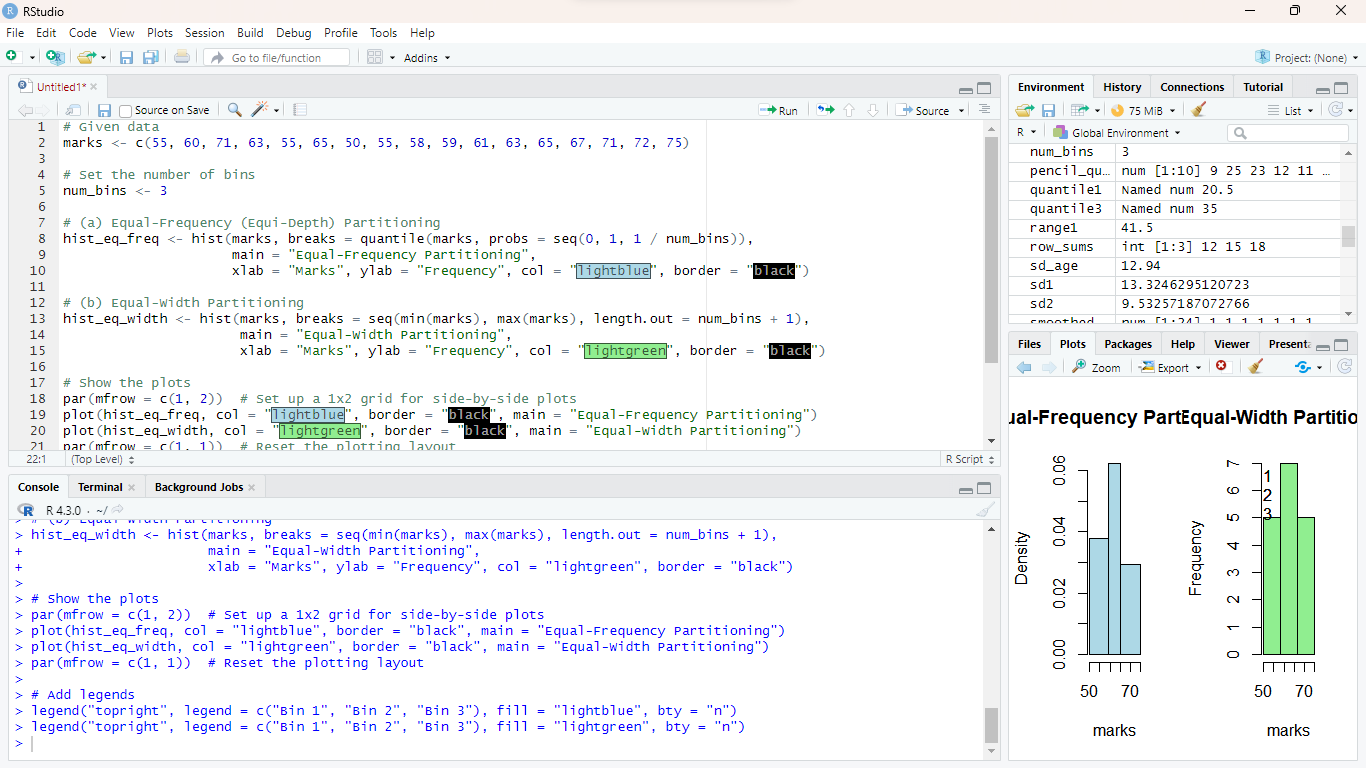 RStudio
File Edit Code View Plots Session Build Debug Profile Tools Help
Go to file/function Addins Project: (None)
Untitled1*
Source on Save Run Source
1 # Given data
2 marks <- c(55, 60, 71, 63, 55, 65, 50, 55, 58, 59, 61, 63, 65, 67, 71, 72, 75)
3
4 # Set the number of bins
5 num_bins <- 3
6
7 # (a) Equal-Frequency (Equi-Depth) Partitioning
8 hist_eq_freq <- hist(marks, breaks = quantile(marks, probs = seq(0, 1, 1 / num_bins)),
9 main = "Equal-Frequency Partitioning",
10 xlab = "Marks", ylab = "Frequency", col = "lightblue", border = "black")
11
12 # (b) Equal-Width Partitioning
13 hist_eq_width <- hist(marks, breaks = seq(min(marks), max(marks), length.out = num_bins + 1),
14 main = "Equal-Width Partitioning",
15 xlab = "Marks", ylab = "Frequency", col = "lightgreen", border = "black")
16
17 # Show the plots
18 par(mfrow = c(1, 2)) # Set up a 1x2 grid for side-by-side plots
19 plot(hist_eq_freq, col = "lightblue", border = "black", main = "Equal-Frequency Partitioning")
20 plot(hist_eq_width, col = "lightgreen", border = "black", main = "Equal-Width Partitioning")
21 par(mfrow = c(1, 1)) # Reset the plotting layout
22:1 (Top Level) R Script
Console Terminal Background Jobs
R 4.3.0 · ~/
> # (b) Equal-Width Partitioning
> hist_eq_width <- hist(marks, breaks = seq(min(marks), max(marks), length.out = num_bins + 1),
+ main = "Equal-Width Partitioning",
+ xlab = "Marks", ylab = "Frequency", col = "lightgreen", border = "black")
>
> # Show the plots
> par(mfrow = c(1, 2)) # Set up a 1x2 grid for side-by-side plots
> plot(hist_eq_freq, col = "lightblue", border = "black", main = "Equal-Frequency Partitioning")
> plot(hist_eq_width, col = "lightgreen", border = "black", main = "Equal-Width Partitioning")
> par(mfrow = c(1, 1)) # Reset the plotting layout
>
> # Add legends
> legend("topright", legend = c("Bin 1", "Bin 2", "Bin 3"), fill = "lightblue", bty = "n")
> legend("topright", legend = c("Bin 1", "Bin 2", "Bin 3"), fill = "lightgreen", bty = "n")
>
Environment History Connections Tutorial
75 MiB List
R Global Environment
num_bins 3
pencil_qu… num [1:10] 9 25 23 12 11 …
quantile1 Named num 20.5
quantile3 Named num 35
range1 41.5
row_sums int [1:3] 12 15 18
sd_age 12.94
sd1 13.3246295120723
sd2 9.53257187072766
smoothed num [1:24] 1 1 1 1 1 1 1
Files Plots Packages Help Viewer Present
Zoom Export
ual-Frequency Part
Equal-Width Partitio
Density
0.00 0.02 0.04 0.06
50 70
marks
Frequency
0 1 2 3 4 5 6 7
1
2
3
50 70
marks